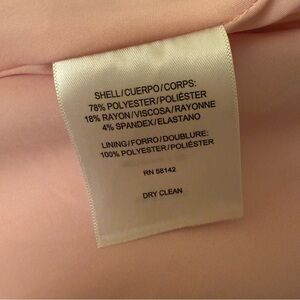 SHELL/CUERPO/CORPS:
78% POLYESTER/POLIÉSTER
18% RAYON/VISCOSA/RAYONNE
4% SPANDEX/ELASTANO
LINING/FORRO/DOUBLURE:
100% POLYESTER/POLIÉSTER
RN 58142
DRY CLEAN